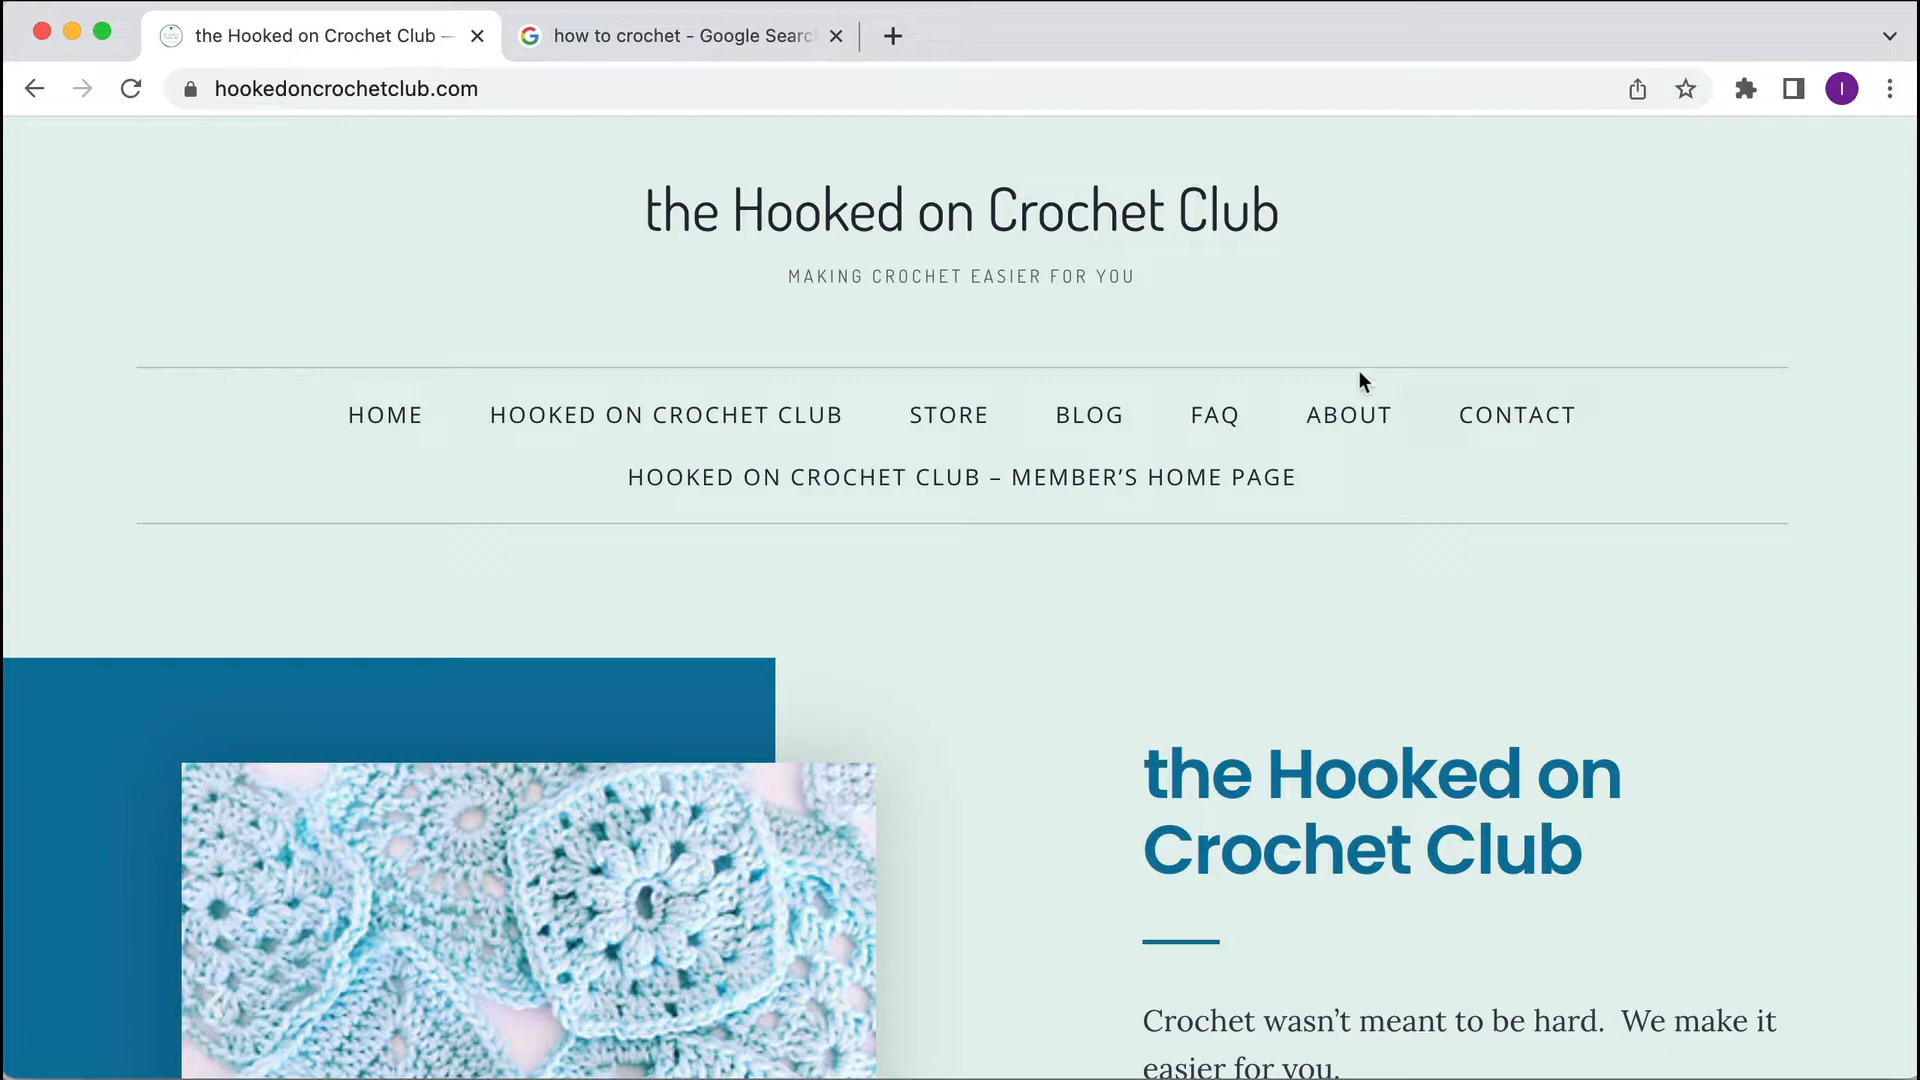 the Hooked on Crochet Club —
how to crochet - Google Searc
hookedoncrochetclub.com
I
the Hooked on Crochet Club
MAKING CROCHET EASIER FOR YOU
HOME HOOKED ON CROCHET CLUB STORE BLOG FAQ ABOUT CONTACT
HOOKED ON CROCHET CLUB – MEMBER’S HOME PAGE
the Hooked on
Crochet Club
Crochet wasn’t meant to be hard. We make it
easier for you.